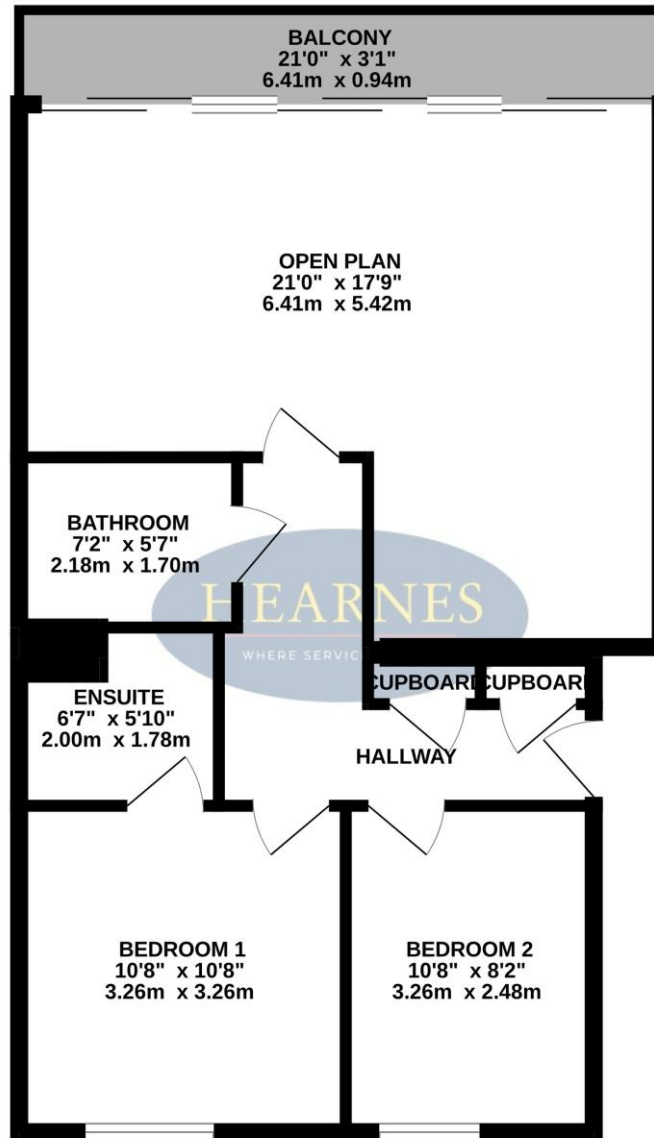 BALCONY
21'0" x 3'1"
6.41m x 0.94m
OPEN PLAN
21'0" x 17'9"
6.41m x 5.42m
BATHROOM
7'2" x 5'7"
2.18m x 1.70m
HEARNES
WHERE SERVIC
CUPBOARD CUPBOARD
ENSUITE
6'7" x 5'10"
2.00m x 1.78m
HALLWAY
BEDROOM 1
10'8" x 10'8"
3.26m x 3.26m
BEDROOM 2
10'8" x 8'2"
3.26m x 2.48m